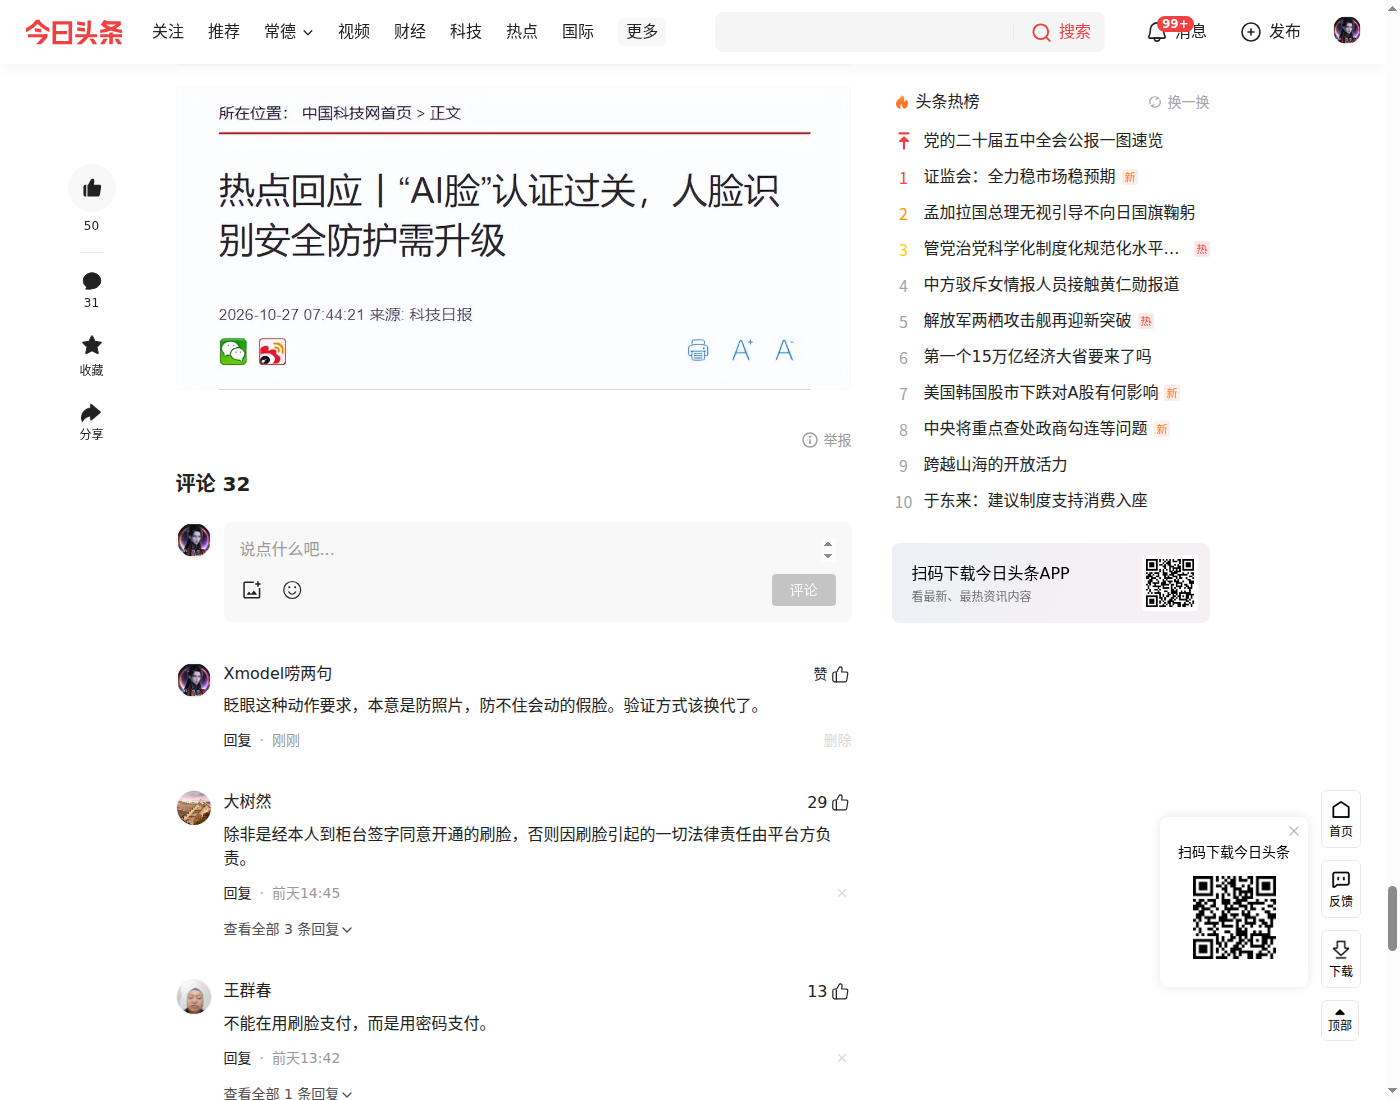 今日头条
关注 推荐 常德 视频 财经 科技 热点 国际 更多
搜索
99+
消息
发布
所在位置： 中国科技网首页 > 正文
热点回应丨“AI脸”认证过关，人脸识
别安全防护需升级
2026-10-27 07:44:21 来源: 科技日报
A+ A-
50
31
收藏
分享
举报
评论 32
说点什么吧...
评论
Xmodel唠两句
赞
眨眼这种动作要求，本意是防照片，防不住会动的假脸。验证方式该换代了。
回复 · 刚刚
删除
大树然
29
除非是经本人到柜台签字同意开通的刷脸，否则因刷脸引起的一切法律责任由平台方负
责。
回复 · 前天14:45
查看全部 3 条回复
王群春
13
不能在用刷脸支付，而是用密码支付。
回复 · 前天13:42
查看全部 1 条回复
头条热榜
换一换
党的二十届五中全会公报一图速览
1 证监会：全力稳市场稳预期 新
2 孟加拉国总理无视引导不向日国旗鞠躬
3 管党治党科学化制度化规范化水平... 热
4 中方驳斥女情报人员接触黄仁勋报道
5 解放军两栖攻击舰再迎新突破 热
6 第一个15万亿经济大省要来了吗
7 美国韩国股市下跌对A股有何影响 新
8 中央将重点查处政商勾连等问题 新
9 跨越山海的开放活力
10 于东来：建议制度支持消费入座
扫码下载今日头条APP
看最新、最热资讯内容
扫码下载今日头条
首页
反馈
下载
顶部